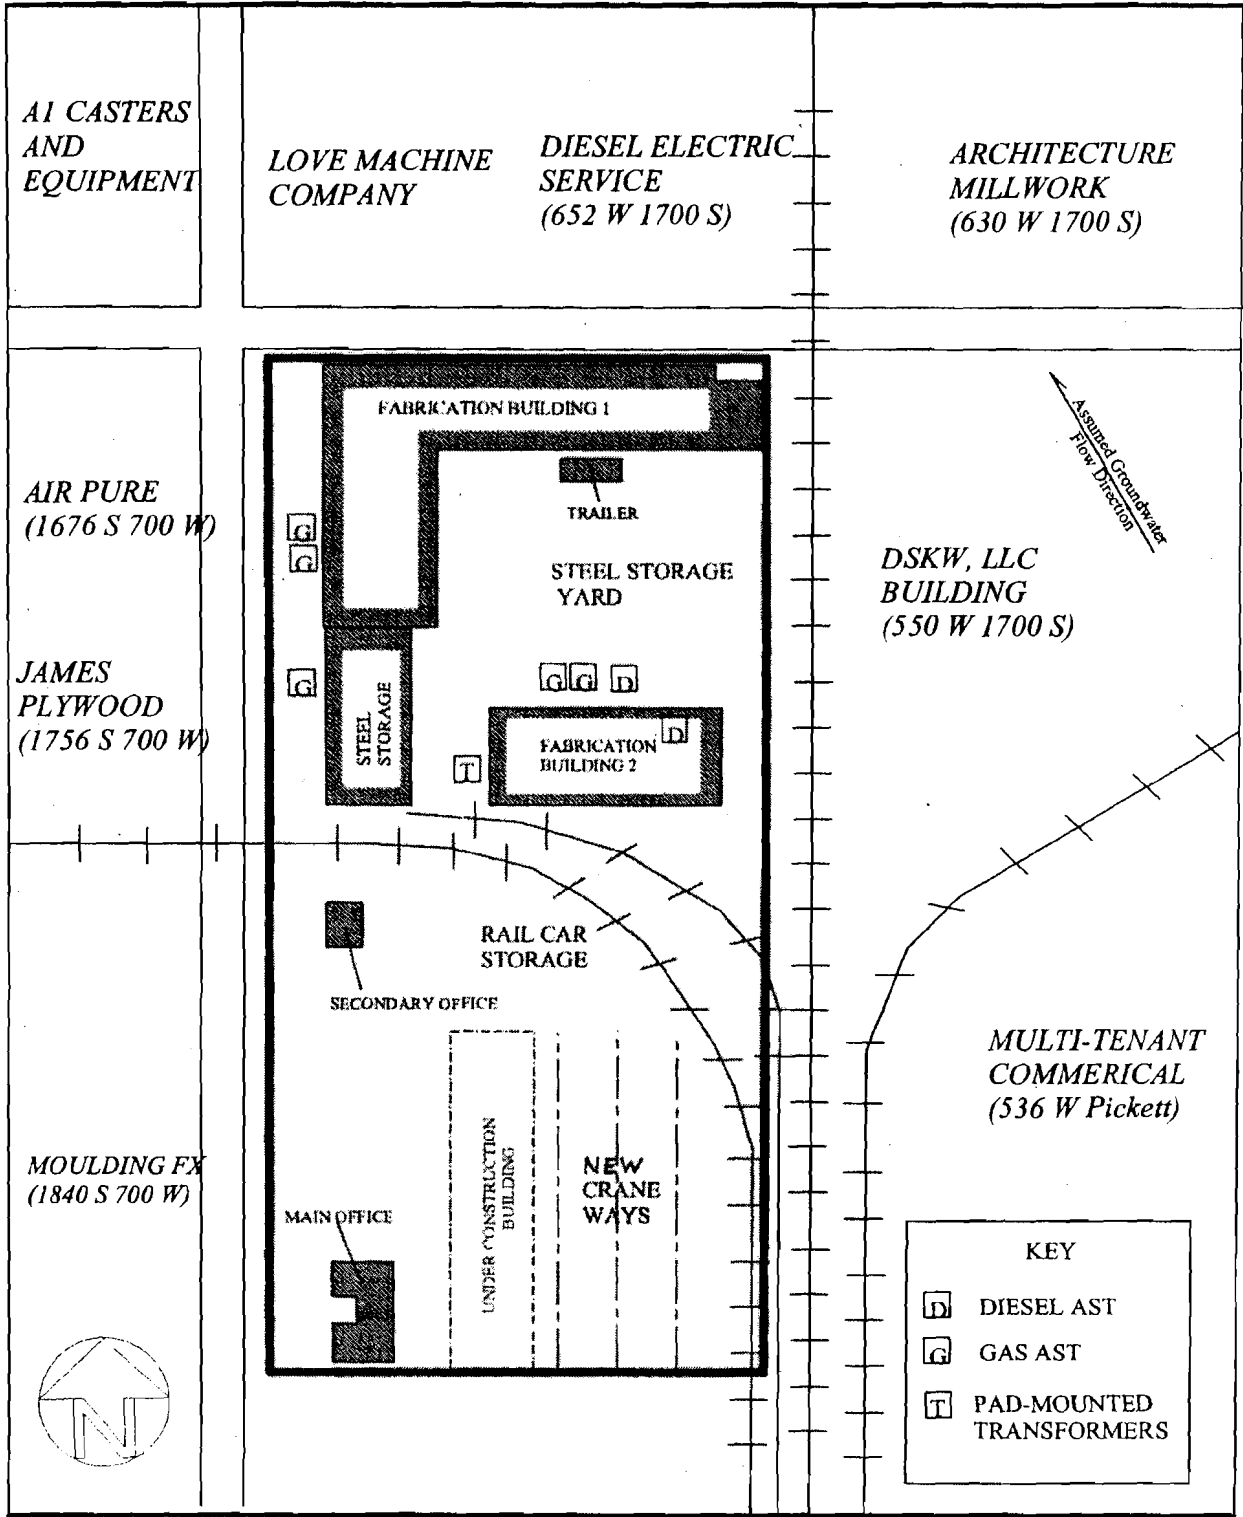 A1 CASTERS
AND
EQUIPMENT
LOVE MACHINE
COMPANY
DIESEL ELECTRIC
SERVICE
(652 W 1700 S)
ARCHITECTURE
MILLWORK
(630 W 1700 S)
FABRICATION BUILDING 1
TRAILER
Assumed Groundwater
Flow Direction
AIR PURE
(1676 S 700 W)
G
G
STEEL STORAGE
YARD
DSKW, LLC
BUILDING
(550 W 1700 S)
JAMES
PLYWOOD
(1756 S 700 W)
G
STEEL
STORAGE
G
G
D
D
FABRICATION
BUILDING 2
T
RAIL CAR
STORAGE
SECONDARY OFFICE
MULTI-TENANT
COMMERICAL
(536 W Pickett)
MOULDING FX
(1840 S 700 W)
MAIN OFFICE
UNDER CONSTRUCTION
BUILDING
NEW
CRANE
WAYS
KEY
D DIESEL AST
G GAS AST
T PAD-MOUNTED
TRANSFORMERS
N